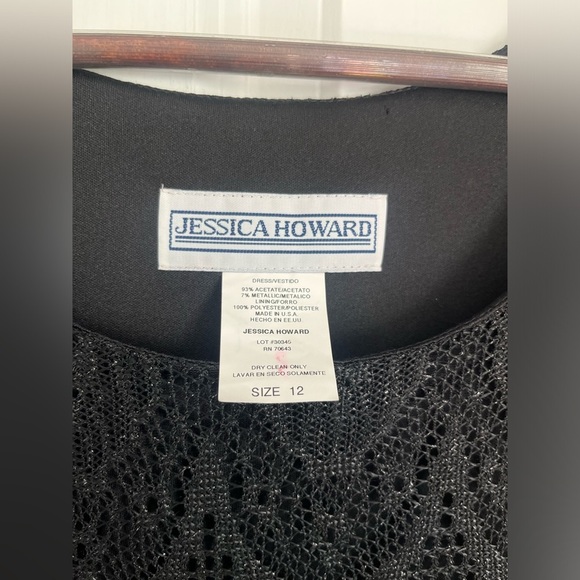 JESSICA HOWARD
DRESS/VESTIDO
93% ACETATE/ACETATO
7% METALLIC/METALICO
LINING/FORRO
100% POLYESTER/POLIESTER
MADE IN U.S.A.
HECHO EN EE.UU.
JESSICA HOWARD
LOT #30345
RN 70643
DRY CLEAN ONLY
LAVAR EN SECO SOLAMENTE
SIZE 12